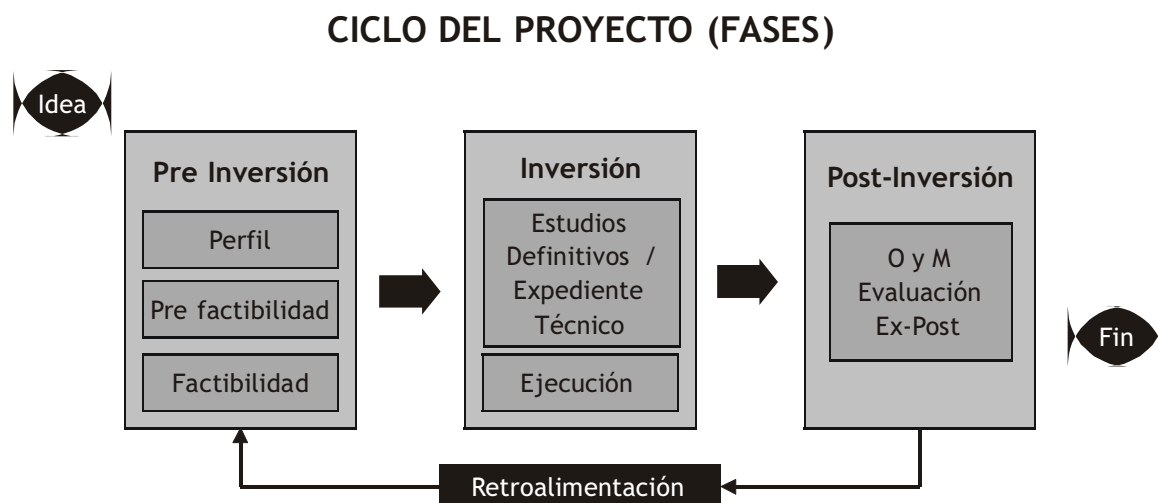 CICLO DEL PROYECTO (FASES)
Idea
Pre Inversión
Perfil
Pre factibilidad
Factibilidad
Inversión
Estudios
Definitivos /
Expediente
Técnico
Ejecución
Post-Inversión
O y M
Evaluación
Ex-Post
Fin
Retroalimentación